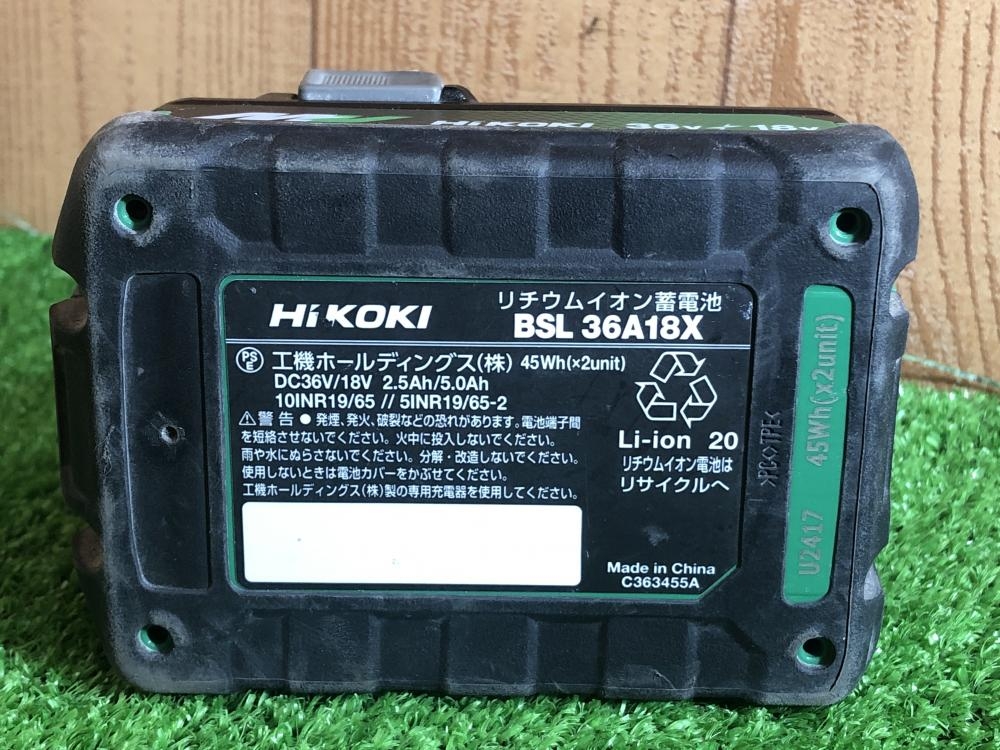 HiKOKI 36V ⚡ 18V
HiKOKI
リチウムイオン蓄電池
BSL 36A18X
PS
E
工機ホールディングス(株) 45Wh(×2unit)
DC36V/18V 2.5Ah/5.0Ah
10INR19/65 // 5INR19/65-2
⚠警告 ● 発煙、発火、破裂などの恐れがあります。電池端子間
を短絡させないでください。火中に投入しないでください。
雨や水にぬらさないでください。分解・改造しないでください。
使用しないときは電池カバーをかぶせてください。
工機ホールディングス(株)製の専用充電器を使用してください。
Li-ion 20
リチウムイオン電池は
リサイクルへ
Made in China
C363455A
U2417 45Wh(x2unit)